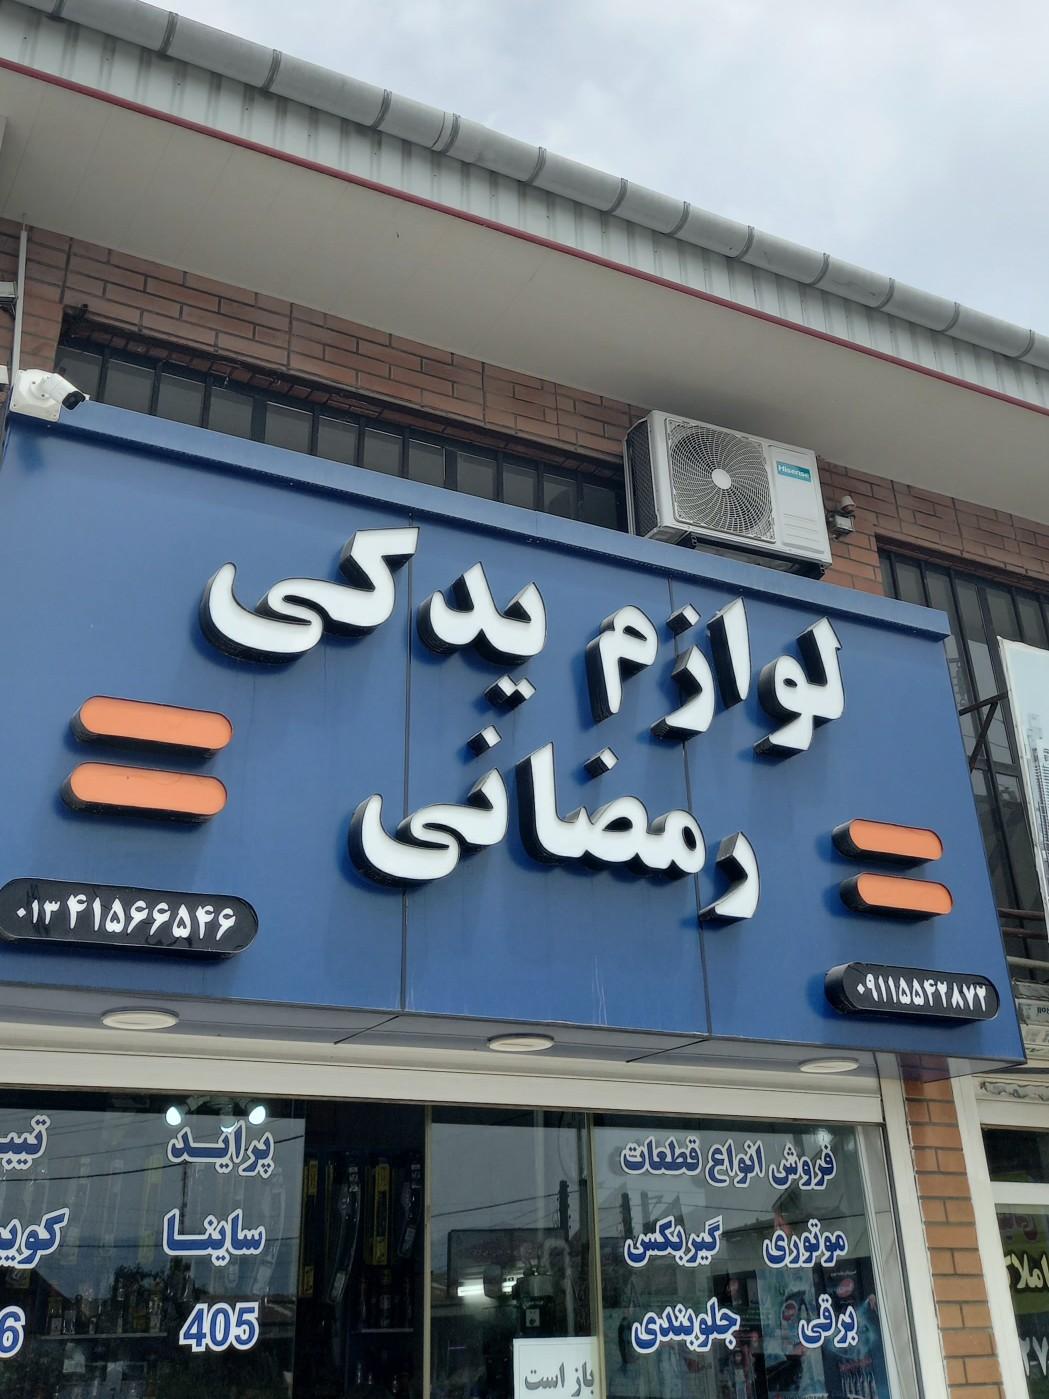 Hisense
لوازم یدکی
رمضانی
۰۱۳۴۱۵۶۶۵۴۶
۰۹۱۱۵۵۴۲۸۷۲
فروش انواع قطعات
موتوری گیربکس
برقی جلوبندی
پراید
ساینا
405
باز است